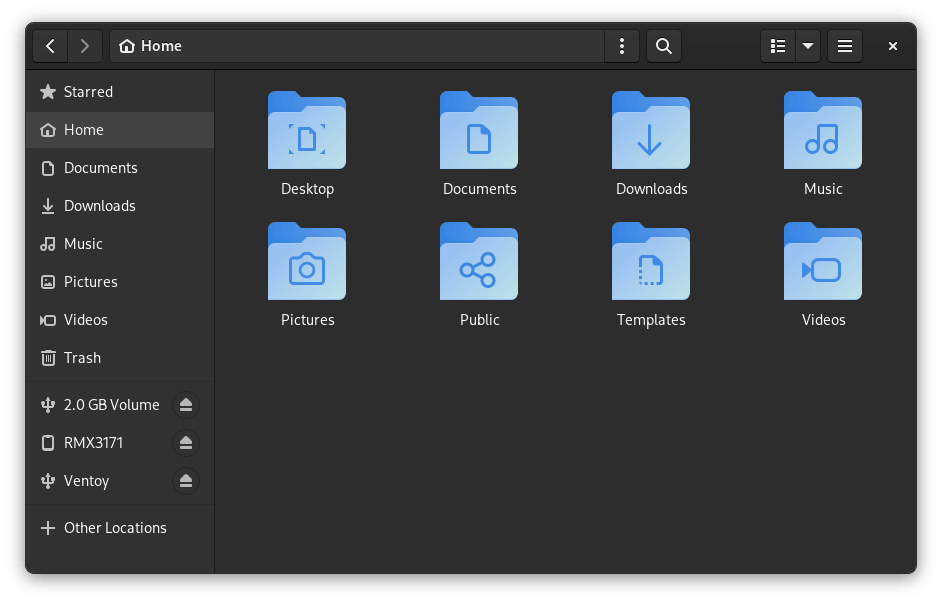 Home
Starred
Home
Documents
Downloads
Music
Pictures
Videos
Trash
2.0 GB Volume
RMX3171
Ventoy
Other Locations
Desktop
Documents
Downloads
Music
Pictures
Public
Templates
Videos